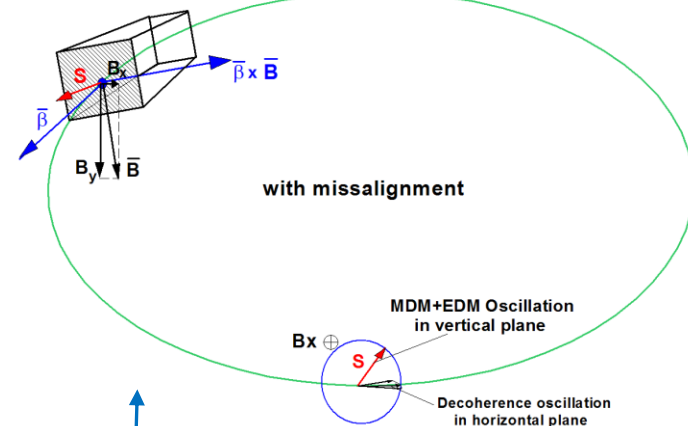 S
Bx
β̅ x B̅
β̅
By
B̅
with missalignment
MDM+EDM Oscillation
in vertical plane
Bx
S
Decoherence oscillation
in horizontal plane